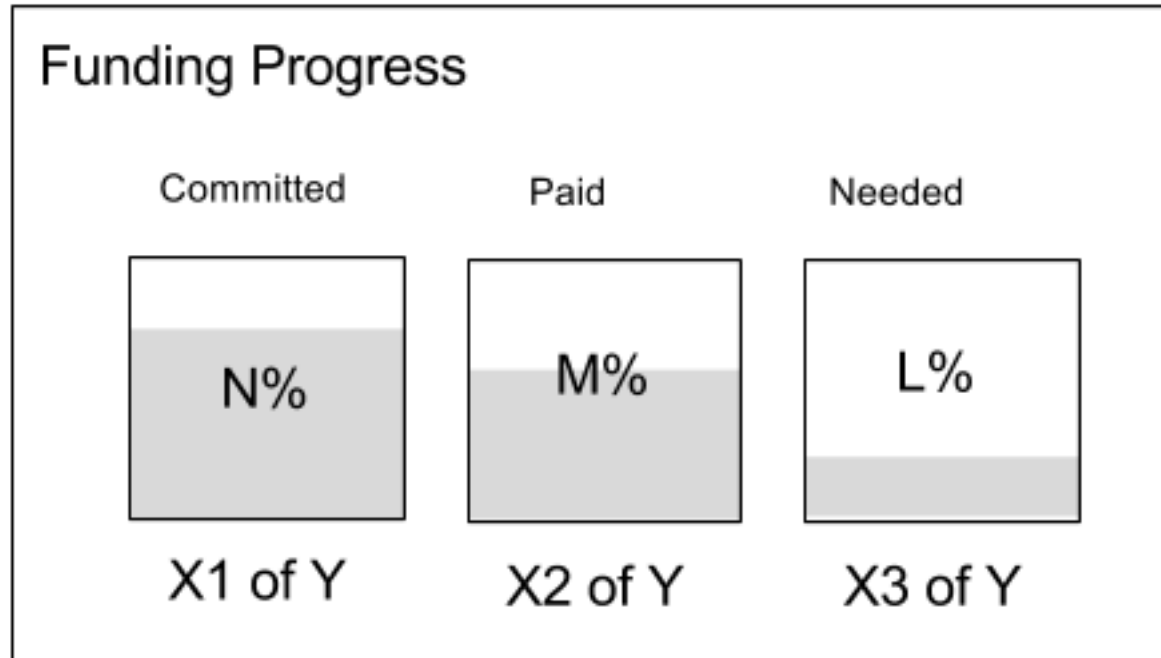 Funding Progress
Committed Paid Needed
N% M% L%
X1 of Y X2 of Y X3 of Y